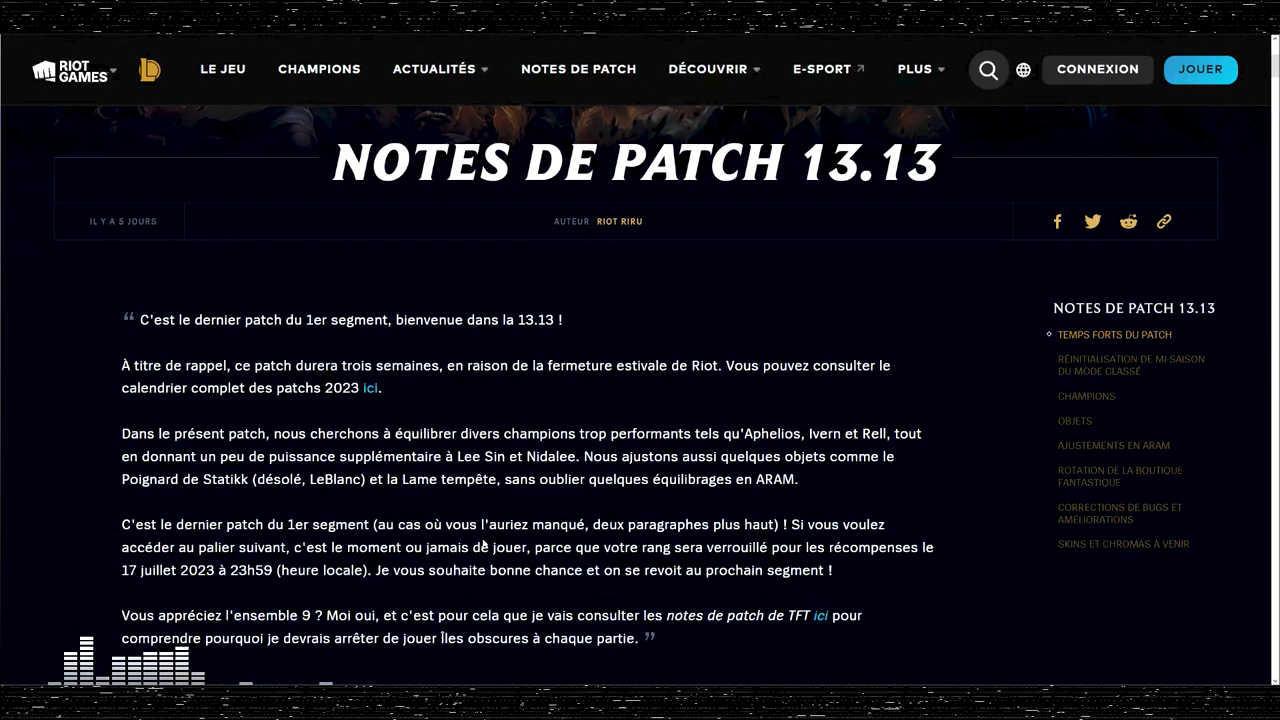 RIOT GAMES
LE JEU
CHAMPIONS
ACTUALITÉS
NOTES DE PATCH
DÉCOUVRIR
E-SPORT
PLUS
CONNEXION
JOUER
NOTES DE PATCH 13.13
IL Y A 5 JOURS
AUTEUR RIOT RIRU
“ C'est le dernier patch du 1er segment, bienvenue dans la 13.13 !
À titre de rappel, ce patch durera trois semaines, en raison de la fermeture estivale de Riot. Vous pouvez consulter le
calendrier complet des patchs 2023 ici.
Dans le présent patch, nous cherchons à équilibrer divers champions trop performants tels qu'Aphelios, Ivern et Rell, tout
en donnant un peu de puissance supplémentaire à Lee Sin et Nidalee. Nous ajustons aussi quelques objets comme le
Poignard de Statikk (désolé, LeBlanc) et la Lame tempête, sans oublier quelques équilibrages en ARAM.
C'est le dernier patch du 1er segment (au cas où vous l'auriez manqué, deux paragraphes plus haut) ! Si vous voulez
accéder au palier suivant, c'est le moment ou jamais de jouer, parce que votre rang sera verrouillé pour les récompenses le
17 juillet 2023 à 23h59 (heure locale). Je vous souhaite bonne chance et on se revoit au prochain segment !
Vous appréciez l'ensemble 9 ? Moi oui, et c'est pour cela que je vais consulter les notes de patch de TFT ici pour
comprendre pourquoi je devrais arrêter de jouer Îles obscures à chaque partie. ”
NOTES DE PATCH 13.13
TEMPS FORTS DU PATCH
RÉINITIALISATION DE MI-SAISON
DU MODE CLASSÉ
CHAMPIONS
OBJETS
AJUSTEMENTS EN ARAM
ROTATION DE LA BOUTIQUE
FANTASTIQUE
CORRECTIONS DE BUGS ET
AMÉLIORATIONS
SKINS ET CHROMAS À VENIR